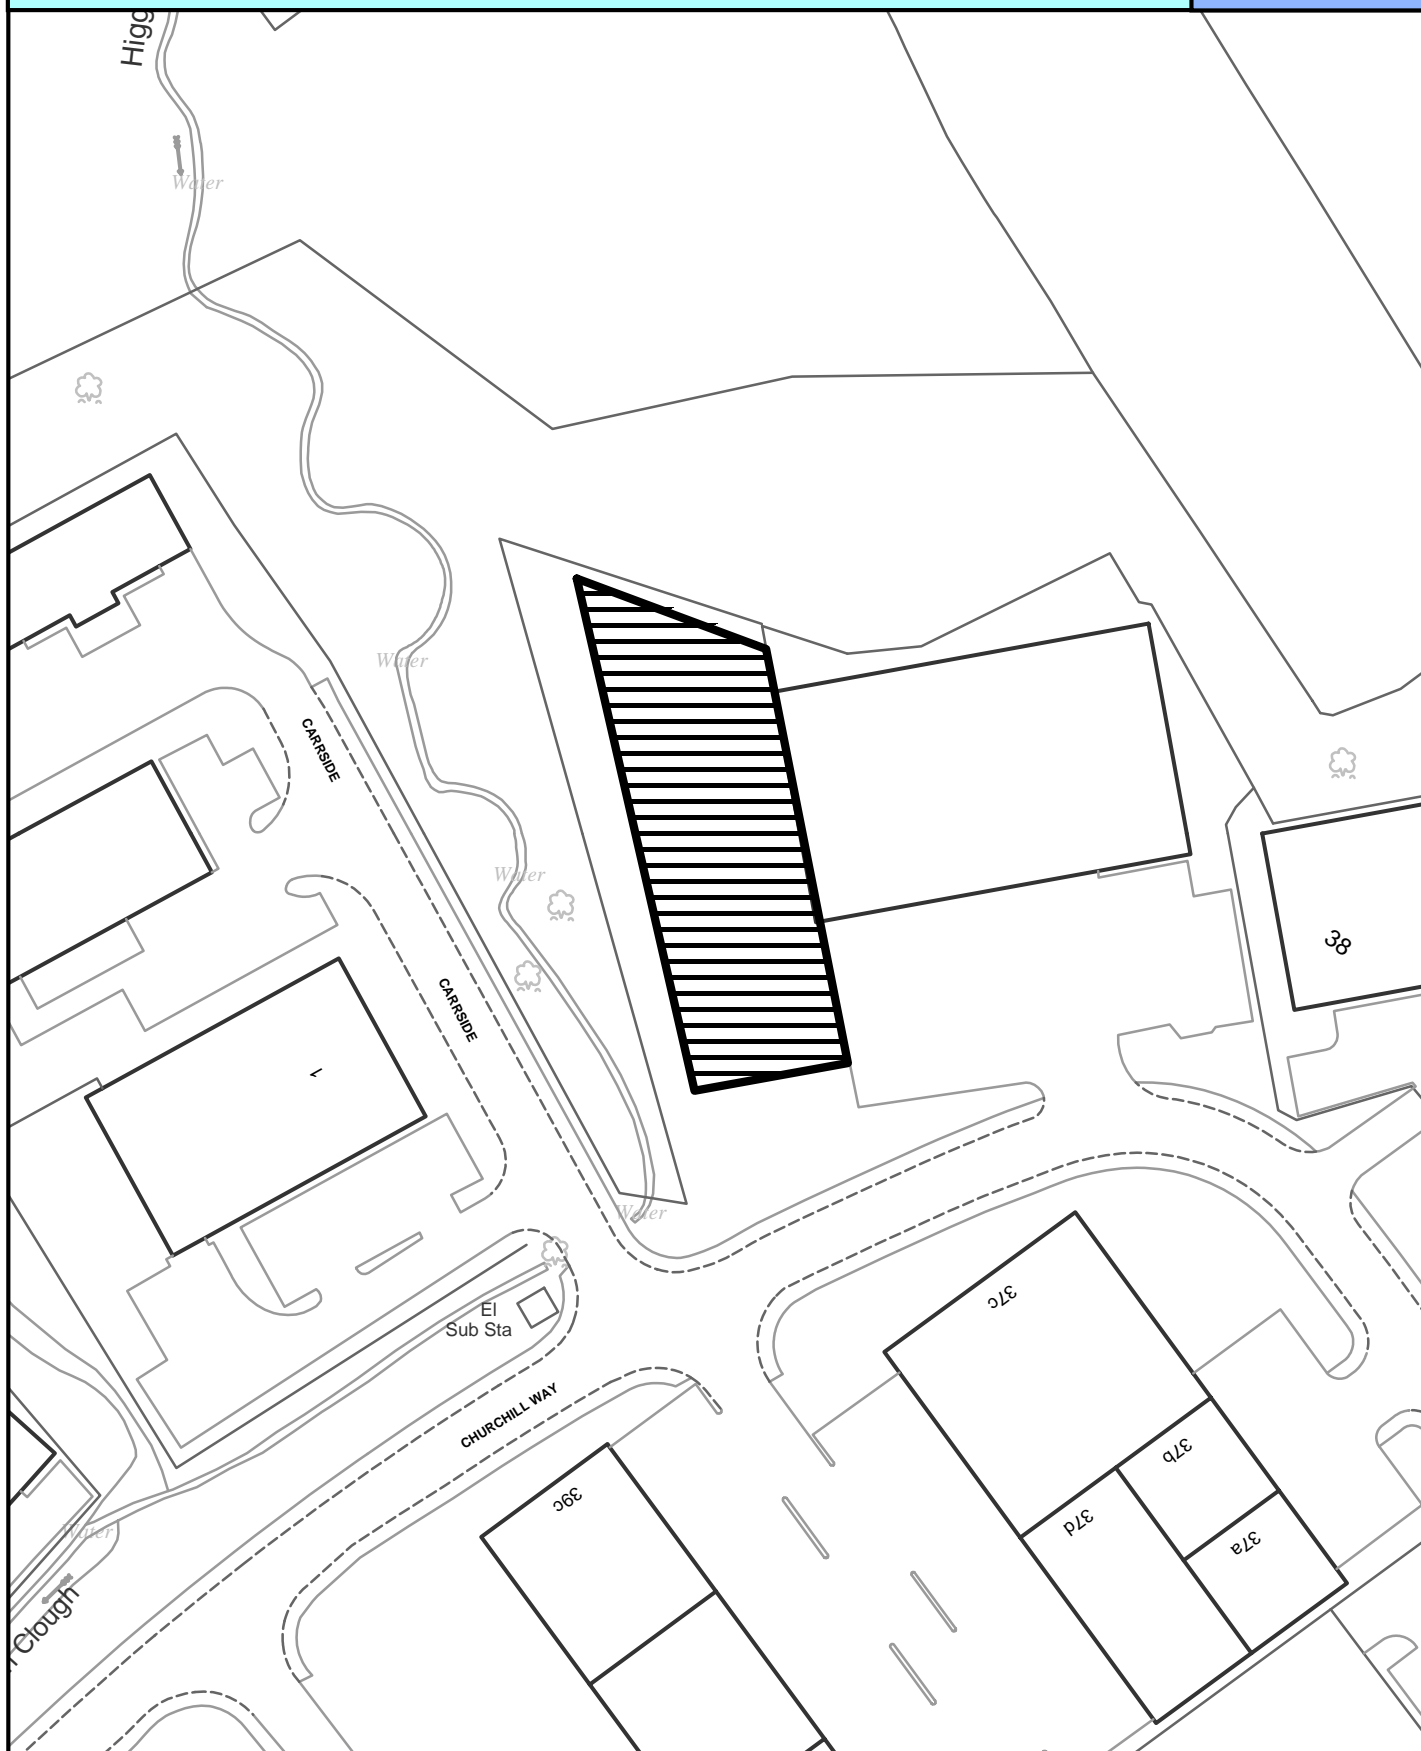 Higg
Water
Water
CARRSIDE
Water
38
CARRSIDE
1
Water
El
Sub Sta
37c
CHURCHILL WAY
37b
39c
37d
37a
Water
Clough